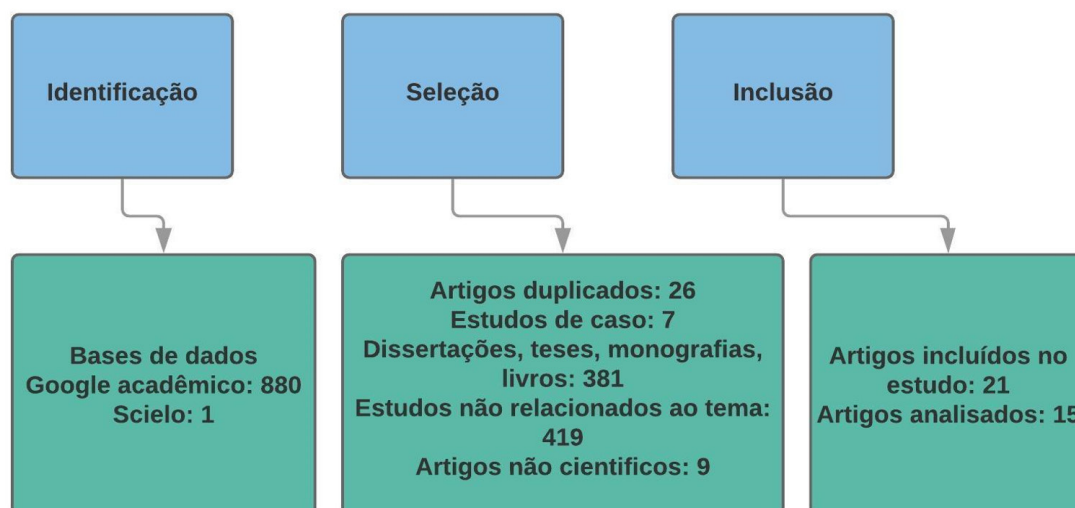 Identificação
Seleção
Inclusão
Bases de dados
Google acadêmico: 880
Scielo: 1
Artigos duplicados: 26
Estudos de caso: 7
Dissertações, teses, monografias,
livros: 381
Estudos não relacionados ao tema:
419
Artigos não cientificos: 9
Artigos incluídos no
estudo: 21
Artigos analisados: 15